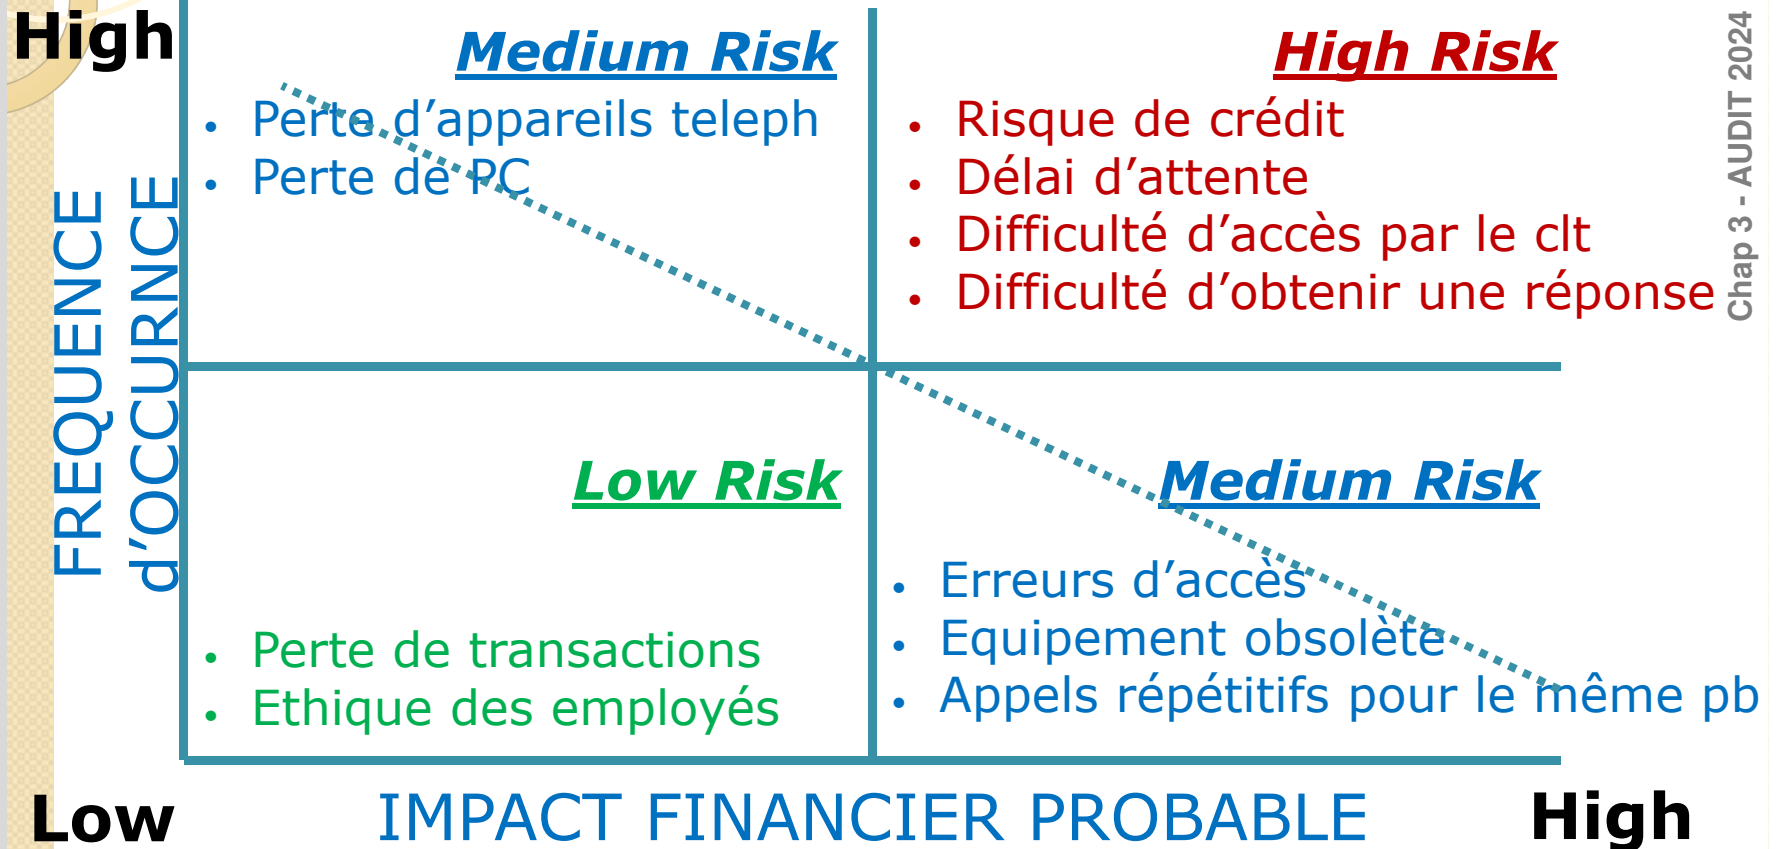 High
Medium Risk
• Perte d’appareils teleph
• Perte de PC
High Risk
• Risque de crédit
• Délai d’attente
• Difficulté d’accès par le clt
• Difficulté d’obtenir une réponse
Chap 3 - AUDIT 2024
FREQUENCE
d’OCCURNCE
Low Risk
• Perte de transactions
• Ethique des employés
Medium Risk
• Erreurs d’accès
• Equipement obsolète
• Appels répétitifs pour le même pb
Low
IMPACT FINANCIER PROBABLE
High